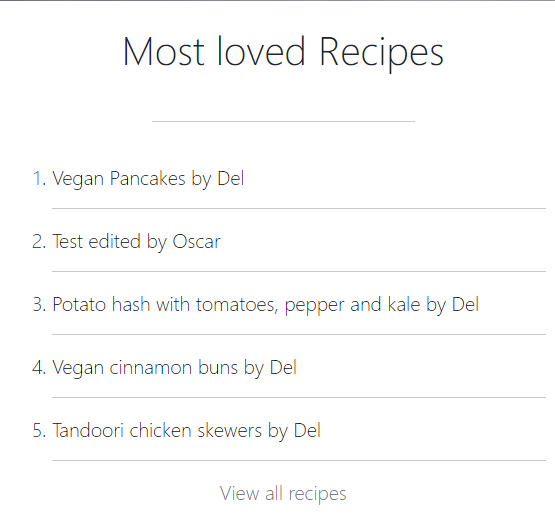 Most loved Recipes
1. Vegan Pancakes by Del
2. Test edited by Oscar
3. Potato hash with tomatoes, pepper and kale by Del
4. Vegan cinnamon buns by Del
5. Tandoori chicken skewers by Del
View all recipes